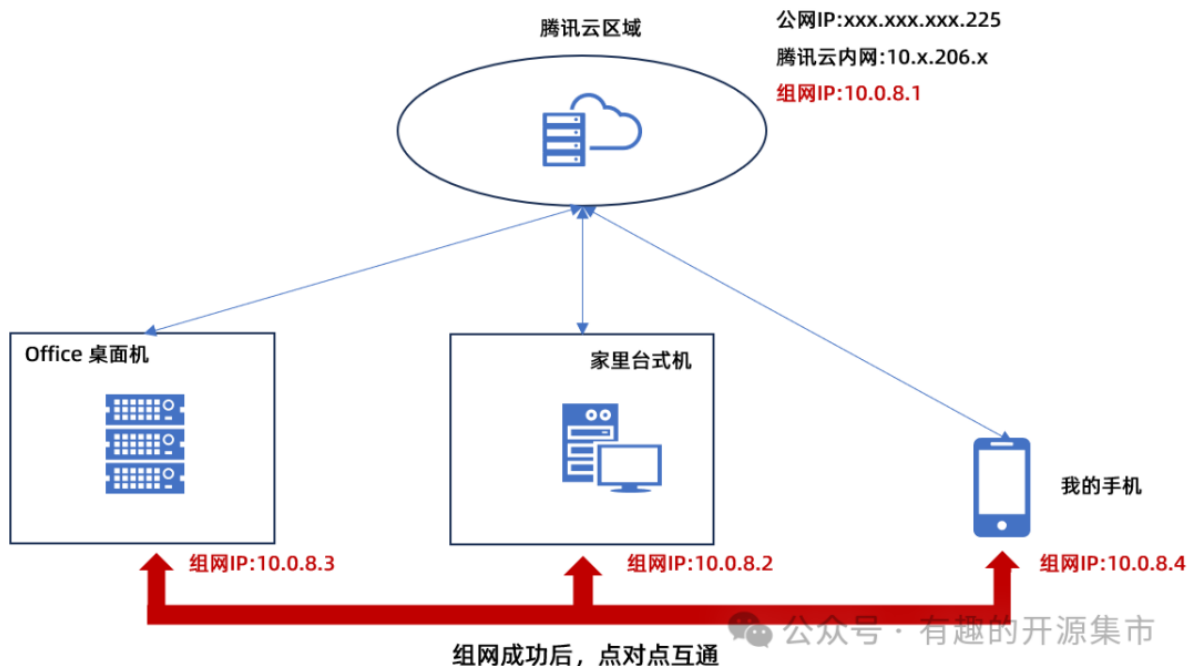 腾讯云区域
公网IP:xxx.xxx.xxx.225
腾讯云内网:10.x.206.x
组网IP:10.0.8.1
Office 桌面机
家里台式机
我的手机
组网IP:10.0.8.3
组网IP:10.0.8.2
组网IP:10.0.8.4
公众号 · 有趣的开源集市
组网成功后，点对点互通